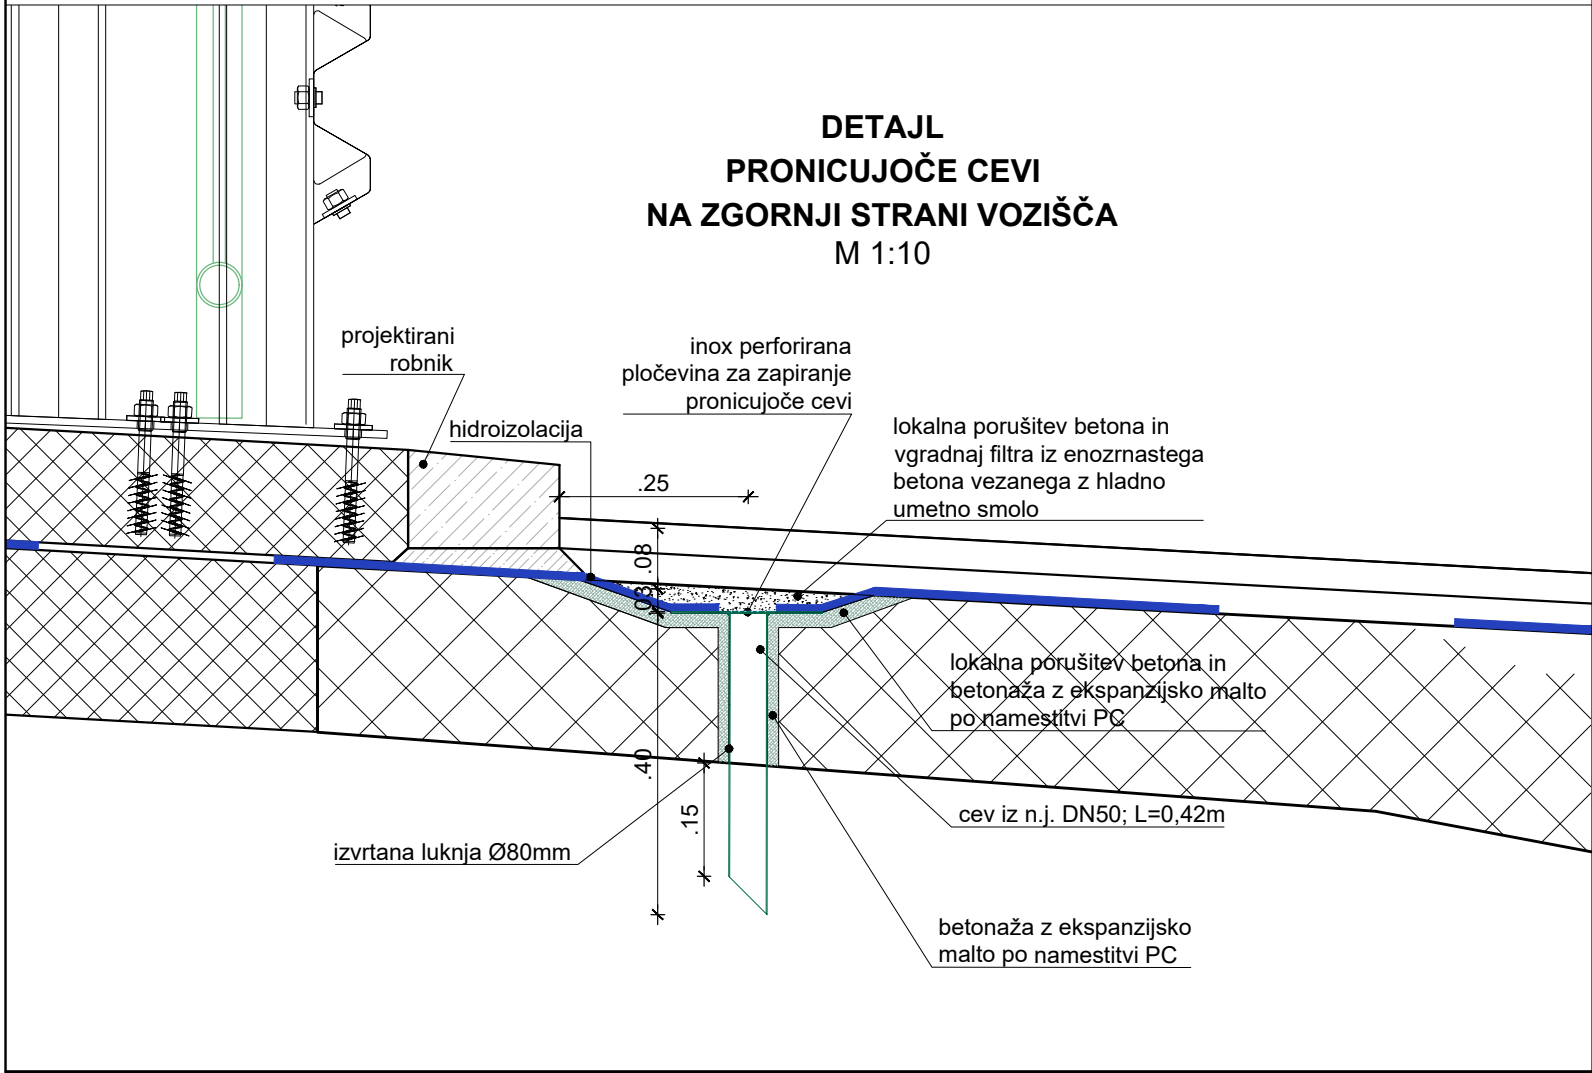 DETAJL
PRONICUJOČE CEVI
NA ZGORNJI STRANI VOZIŠČA
M 1:10
projektirani
robnik
inox perforirana
pločevina za zapiranje
pronicujoče cevi
hidroizolacija
lokalna porušitev betona in
vgradnaj filtra iz enozrnastega
betona vezanega z hladno
umetno smolo
.25
.08
.03
lokalna porušitev betona in
betonaža z ekspanzijsko malto
po namestitvi PC
.40
.15
cev iz n.j. DN50; L=0,42m
izvrtana luknja Ø80mm
betonaža z ekspanzijsko
malto po namestitvi PC